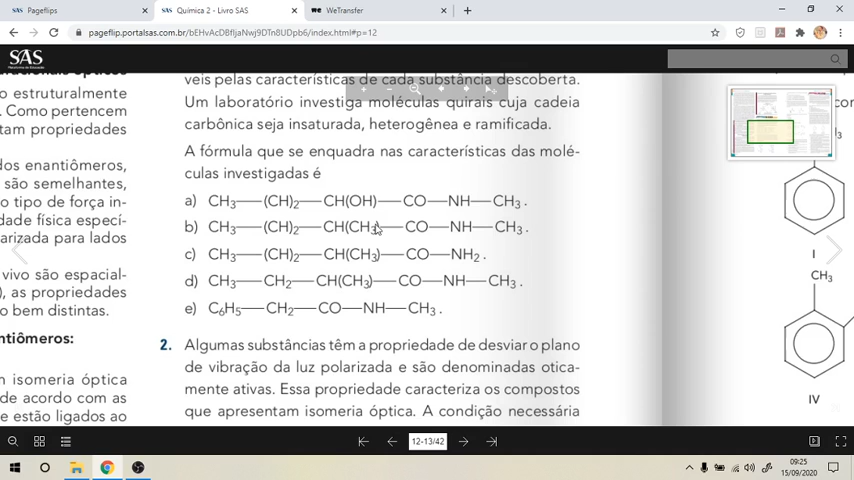 Pageflips
Química 2 - Livro SAS
WeTransfer
pageflip.portalsas.com.br/bEHvAcDBfljaNwj9DTn8UDpb6/index.html#p=12
SAS
eracionais ópticos
o estruturalmente
. Como pertencem
tam propriedades
dos enantiômeros,
são semelhantes,
o tipo de força in-
dade física especí-
arizada para lados
vivo são espacial-
), as propriedades
o bem distintas.
ntiômeros:
m isomeria óptica
de acordo com as
e estão ligados ao
veis pelas características de cada substância descoberta.
Um laboratório investiga moléculas quirais cuja cadeia
carbônica seja insaturada, heterogênea e ramificada.
A fórmula que se enquadra nas características das molé-
culas investigadas é
a) CH3—(CH)2—CH(OH)—CO—NH—CH3.
b) CH3—(CH)2—CH(CH3)—CO—NH—CH3.
c) CH3—(CH)2—CH(CH3)—CO—NH2.
d) CH3—CH2—CH(CH3)—CO—NH—CH3.
e) C6H5—CH2—CO—NH—CH3.
2. Algumas substâncias têm a propriedade de desviar o plano
de vibração da luz polarizada e são denominadas otica-
mente ativas. Essa propriedade caracteriza os compostos
que apresentam isomeria óptica. A condição necessária
I
CH3
IV
12-13/42
09:25
15/09/2020